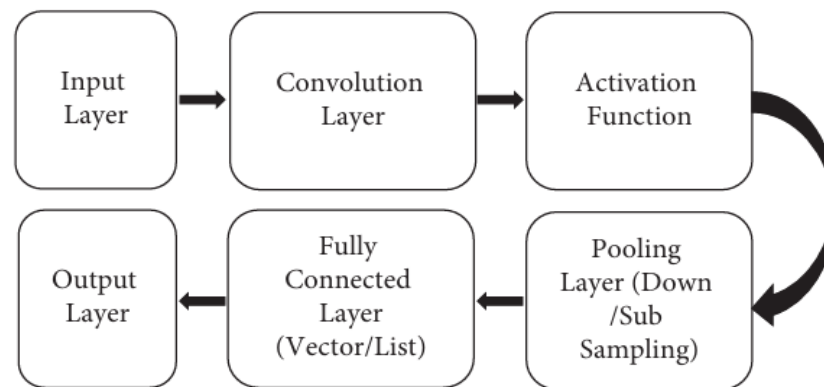 Input
Layer
Convolution
Layer
Activation
Function
Pooling
Layer (Down
/Sub
Sampling)
Fully
Connected
Layer
(Vector/List)
Output
Layer